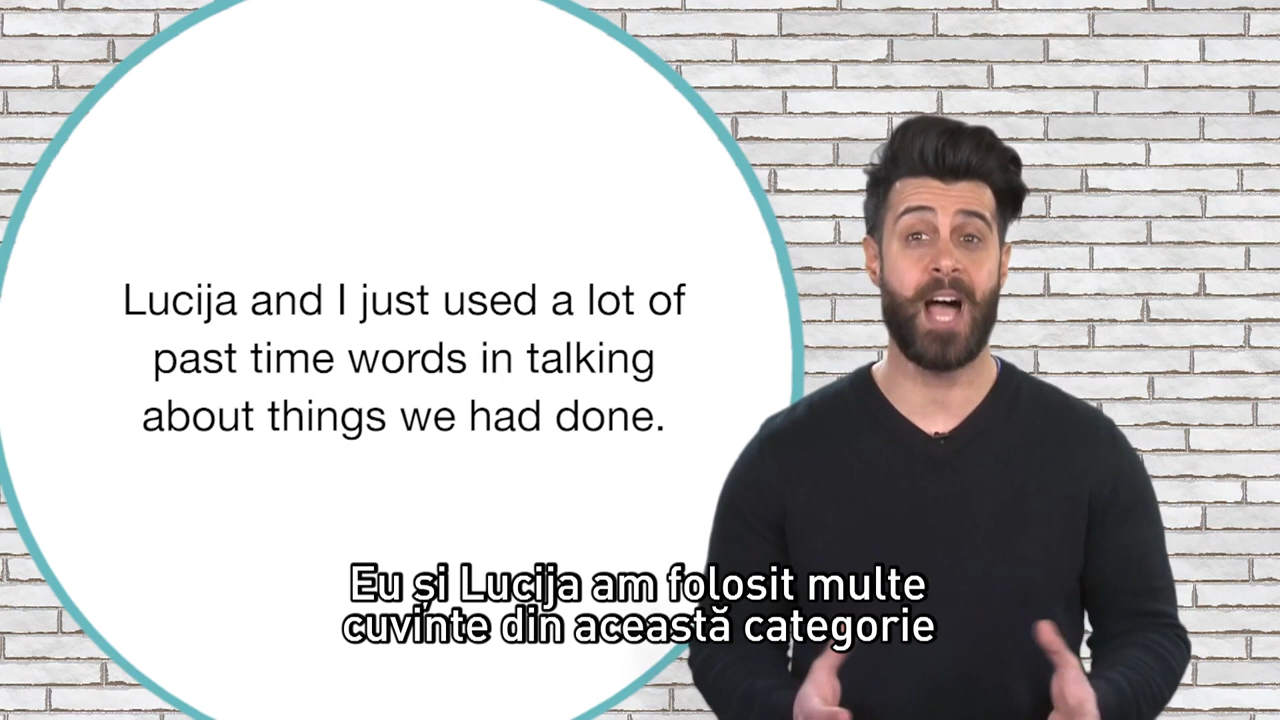 Lucija and I just used a lot of
past time words in talking
about things we had done.
Eu și Lucija am folosit multe
cuvinte din această categorie